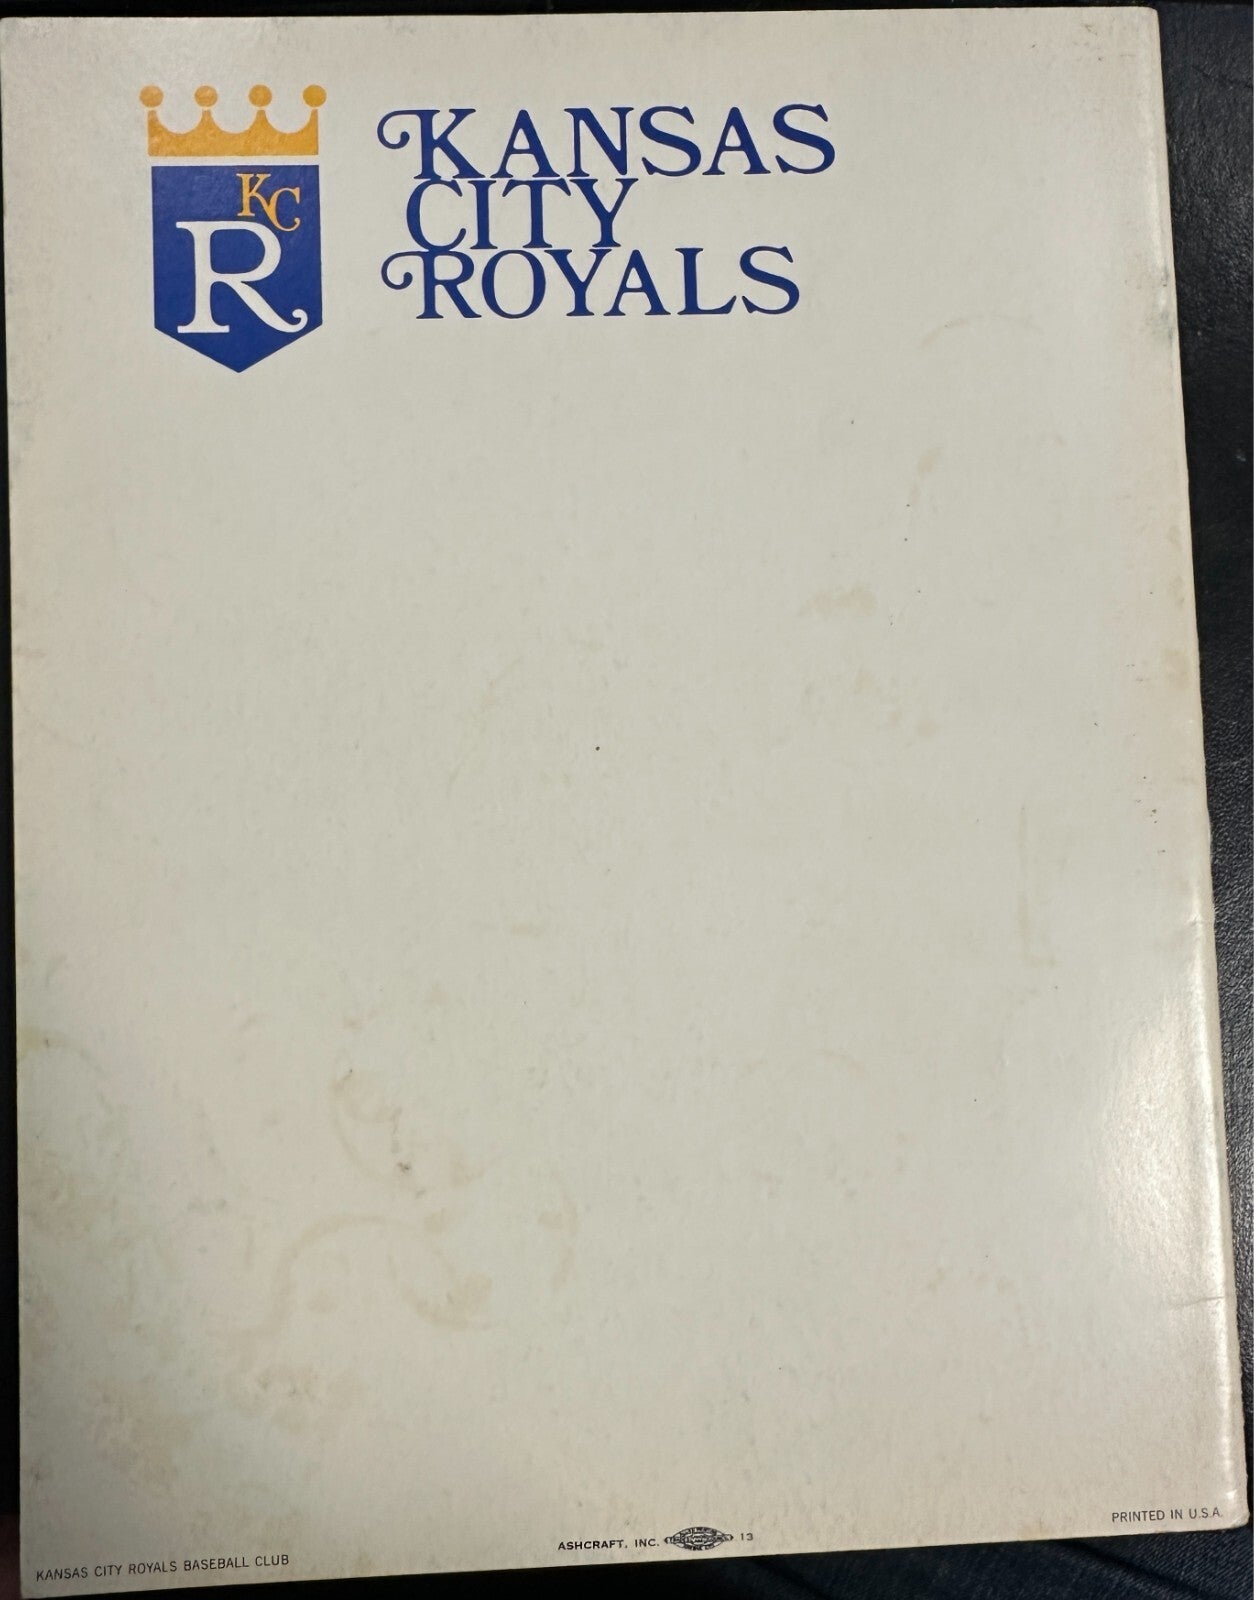 KC
R
KANSAS
CITY
ROYALS
KANSAS CITY ROYALS BASEBALL CLUB
ASHCRAFT, INC. 13
PRINTED IN U.S.A.